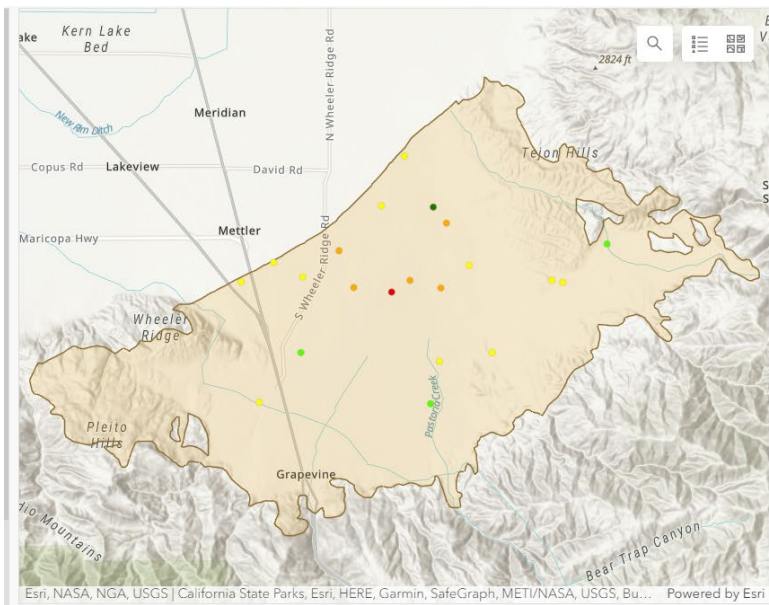 Kern Lake
Bed
ake
2824 ft
N Wheeler Ridge Rd
Meridian
New Rim Ditch
Tejon Hills
Copus Rd
Lakeview
David Rd
S
S
Maricopa Hwy
Mettler
S Wheeler Ridge Rd
Wheeler
Ridge
Pastoria Creek
Pleito
Hills
Grapevine
dio Mountains
Bear Trap Canyon
Esri, NASA, NGA, USGS | California State Parks, Esri, HERE, Garmin, SafeGraph, METI/NASA, USGS, Bu...
Powered by Esri